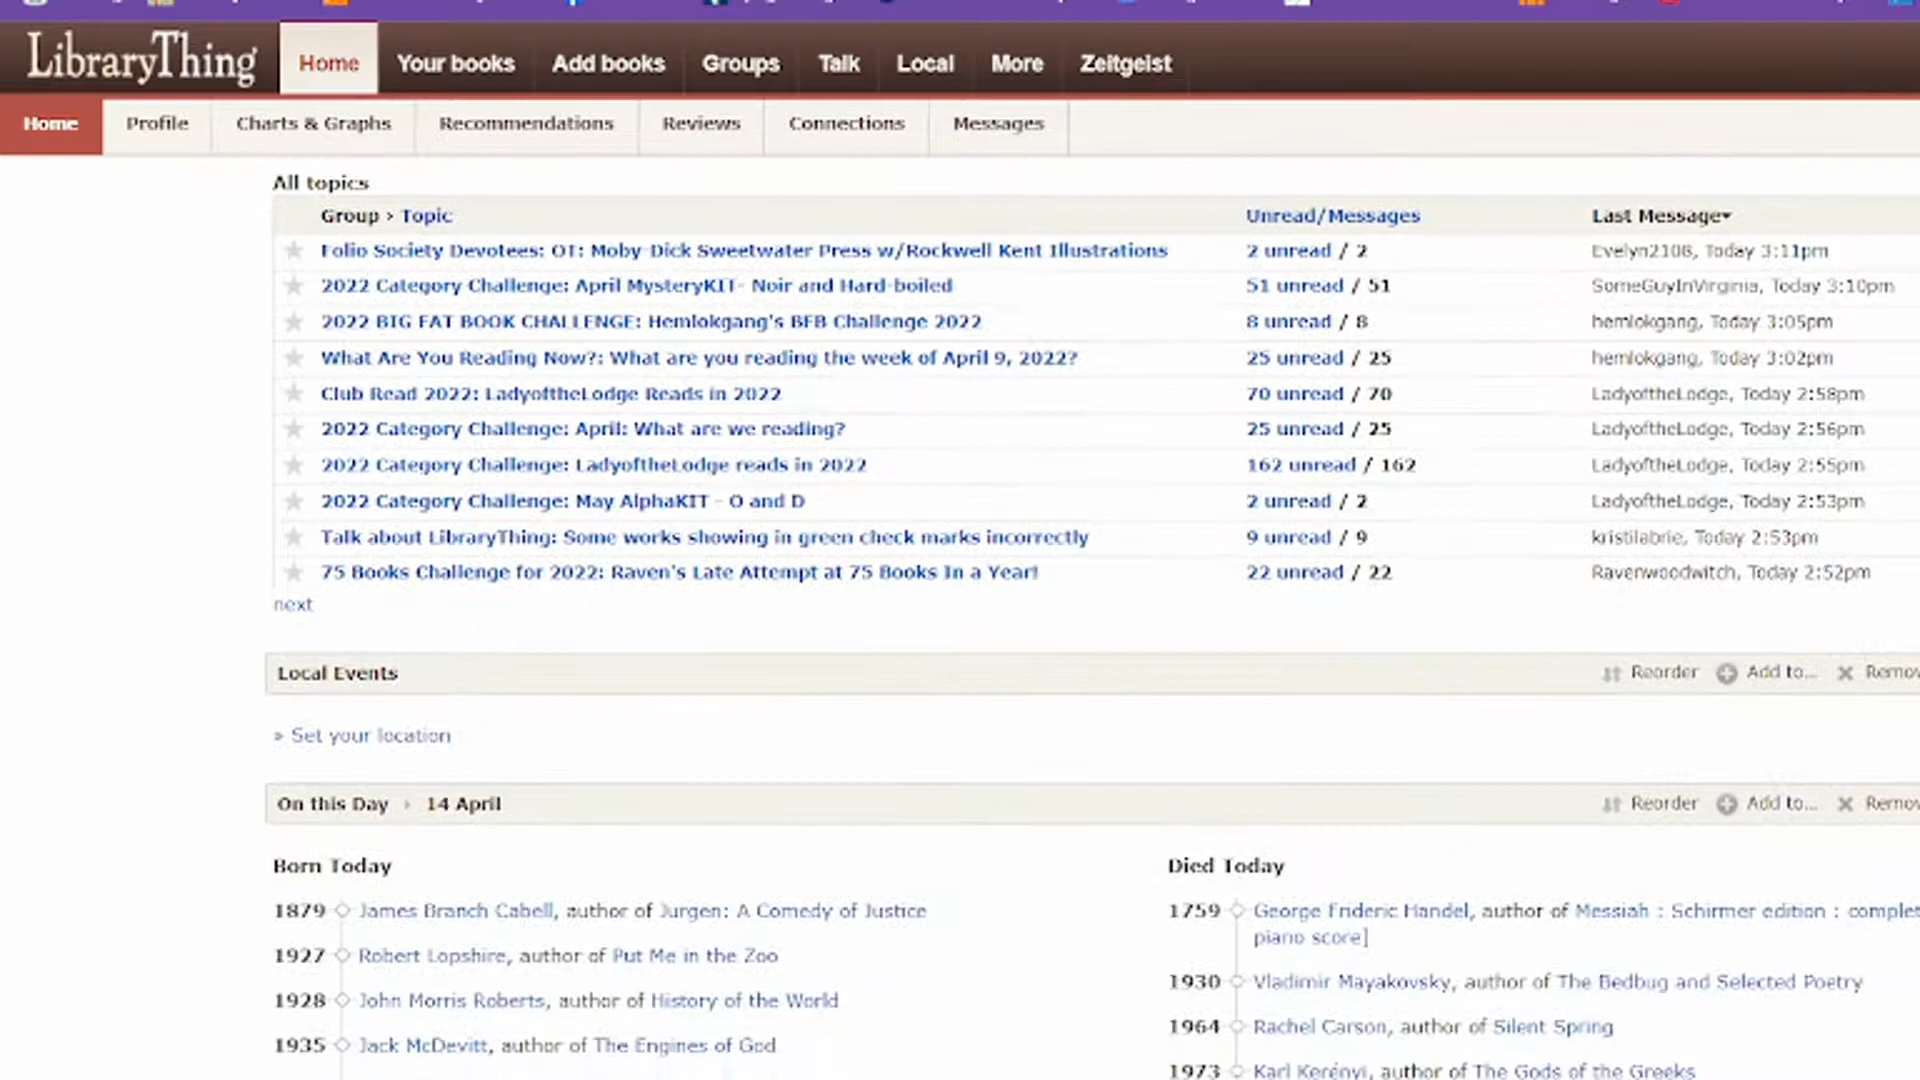 LibraryThing Home Your books Add books Groups Talk Local More Zeitgeist
Home Profile Charts & Graphs Recommendations Reviews Connections Messages
All topics
Group › Topic Unread/Messages Last Message▾
Folio Society Devotees: OT: Moby-Dick Sweetwater Press w/Rockwell Kent Illustrations 2 unread / 2 Evelyn2108, Today 3:11pm
2022 Category Challenge: April MysteryKIT- Noir and Hard-boiled 51 unread / 51 SomeGuyInVirginia, Today 3:10pm
2022 BIG FAT BOOK CHALLENGE: Hemlokgang's BFB Challenge 2022 8 unread / 8 hemlokgang, Today 3:05pm
What Are You Reading Now?: What are you reading the week of April 9, 2022? 25 unread / 25 hemlokgang, Today 3:02pm
Club Read 2022: LadyoftheLodge Reads in 2022 70 unread / 70 LadyoftheLodge, Today 2:58pm
2022 Category Challenge: April: What are we reading? 25 unread / 25 LadyoftheLodge, Today 2:56pm
2022 Category Challenge: LadyoftheLodge reads in 2022 162 unread / 162 LadyoftheLodge, Today 2:55pm
2022 Category Challenge: May AlphaKIT - O and D 2 unread / 2 LadyoftheLodge, Today 2:53pm
Talk about LibraryThing: Some works showing in green check marks incorrectly 9 unread / 9 kristilabrie, Today 2:53pm
75 Books Challenge for 2022: Raven's Late Attempt at 75 Books In a Year! 22 unread / 22 Ravenwoodwitch, Today 2:52pm
next
Local Events Reorder Add to... Remov
» Set your location
On this Day › 14 April Reorder Add to... Remov
Born Today
1879 James Branch Cabell, author of Jurgen: A Comedy of Justice
1927 Robert Lopshire, author of Put Me in the Zoo
1928 John Morris Roberts, author of History of the World
1935 Jack McDevitt, author of The Engines of God
Died Today
1759 George Frideric Handel, author of Messiah : Schirmer edition : complet
piano score]
1930 Vladimir Mayakovsky, author of The Bedbug and Selected Poetry
1964 Rachel Carson, author of Silent Spring
1973 Karl Kerényi, author of The Gods of the Greeks